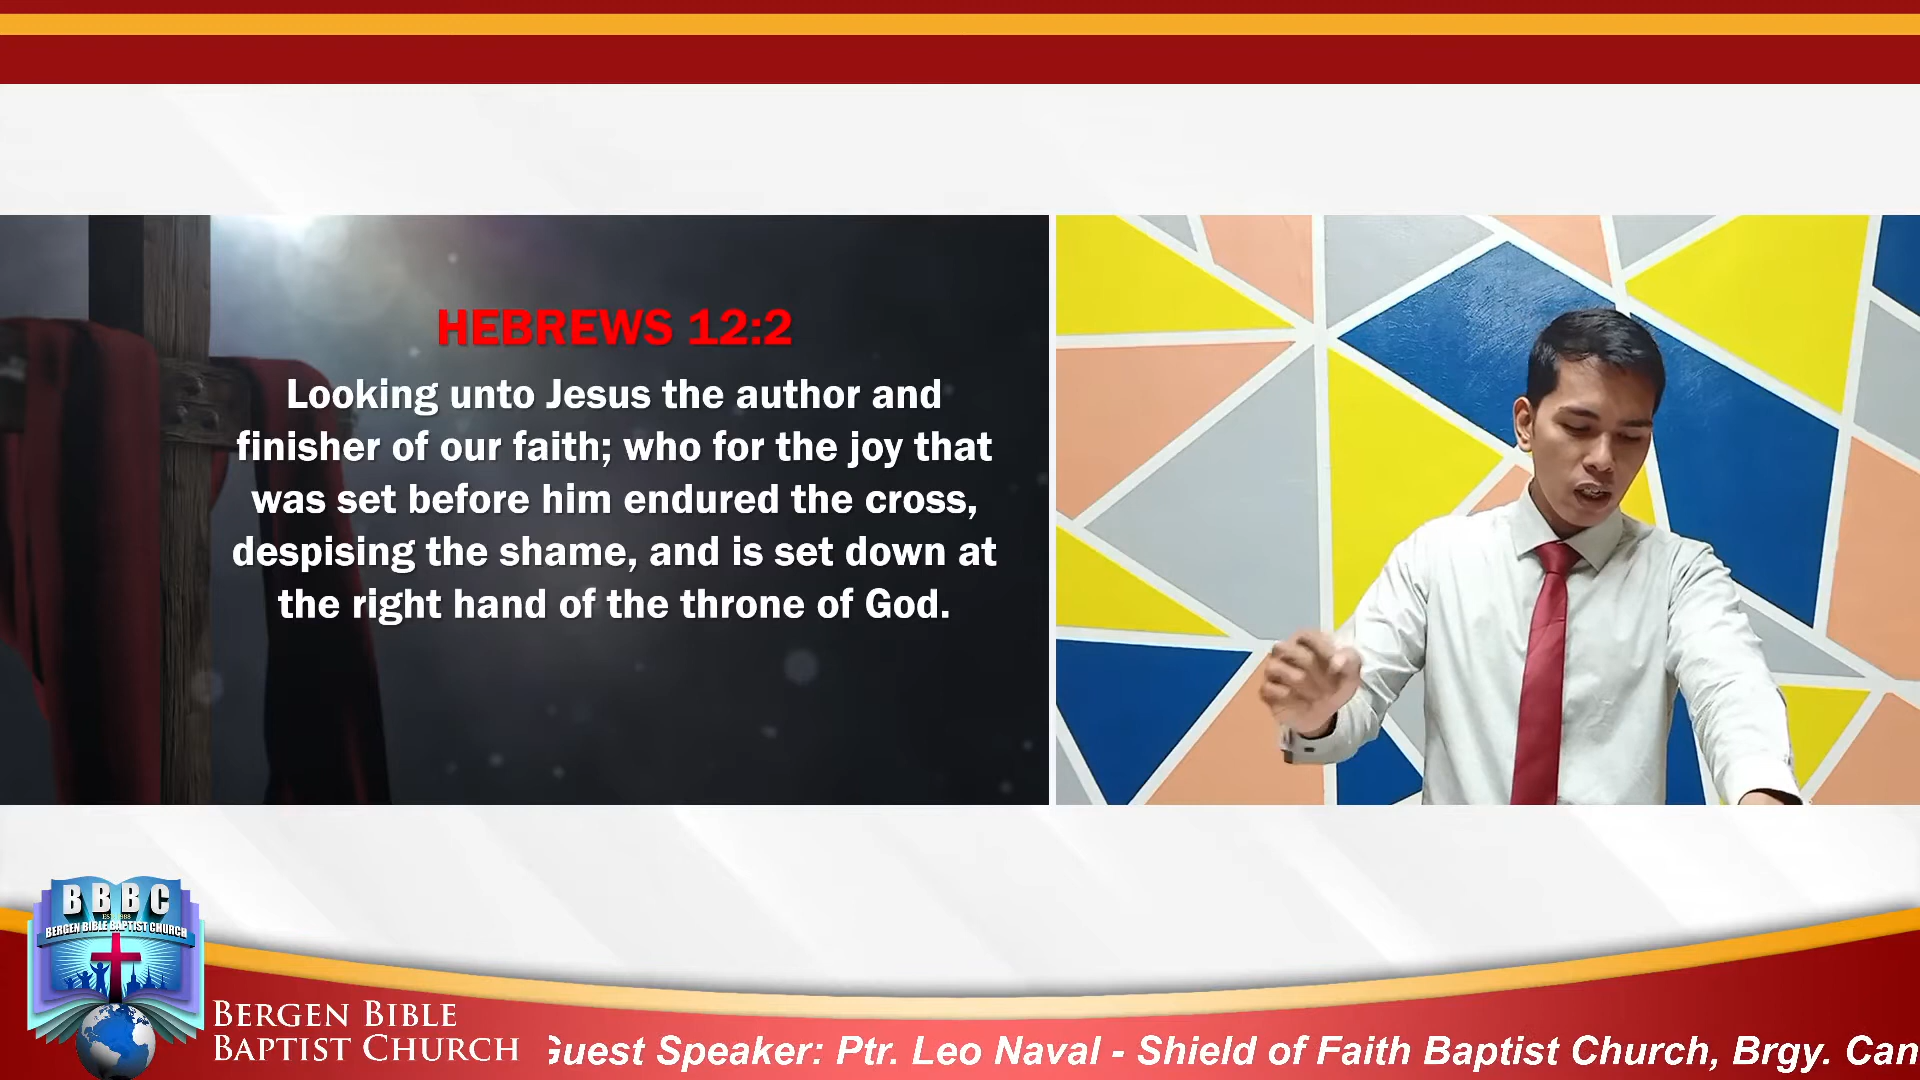 HEBREWS 12:2
Looking unto Jesus the author and
finisher of our faith; who for the joy that
was set before him endured the cross,
despising the shame, and is set down at
the right hand of the throne of God.
B B B C
BERGEN BIBLE BAPTIST CHURCH
BERGEN BIBLE
BAPTIST CHURCH
Guest Speaker: Ptr. Leo Naval - Shield of Faith Baptist Church, Brgy. Can